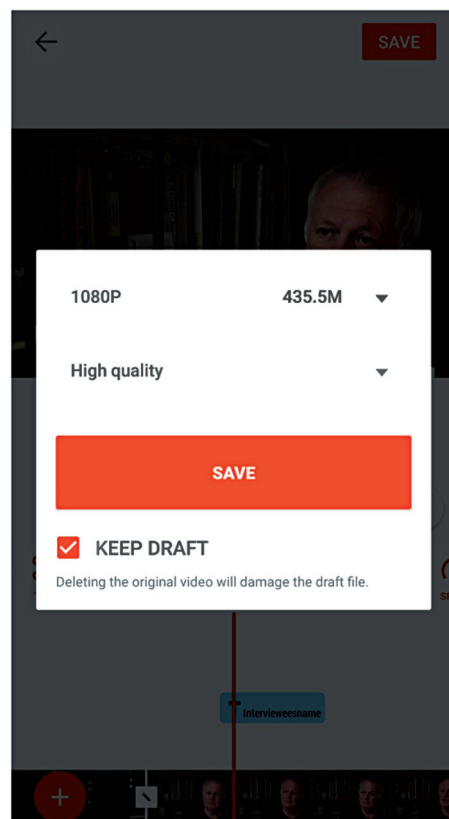 SAVE
1080P 435.5M
High quality
SAVE
KEEP DRAFT
Deleting the original video will damage the draft file.
Intervieweesname